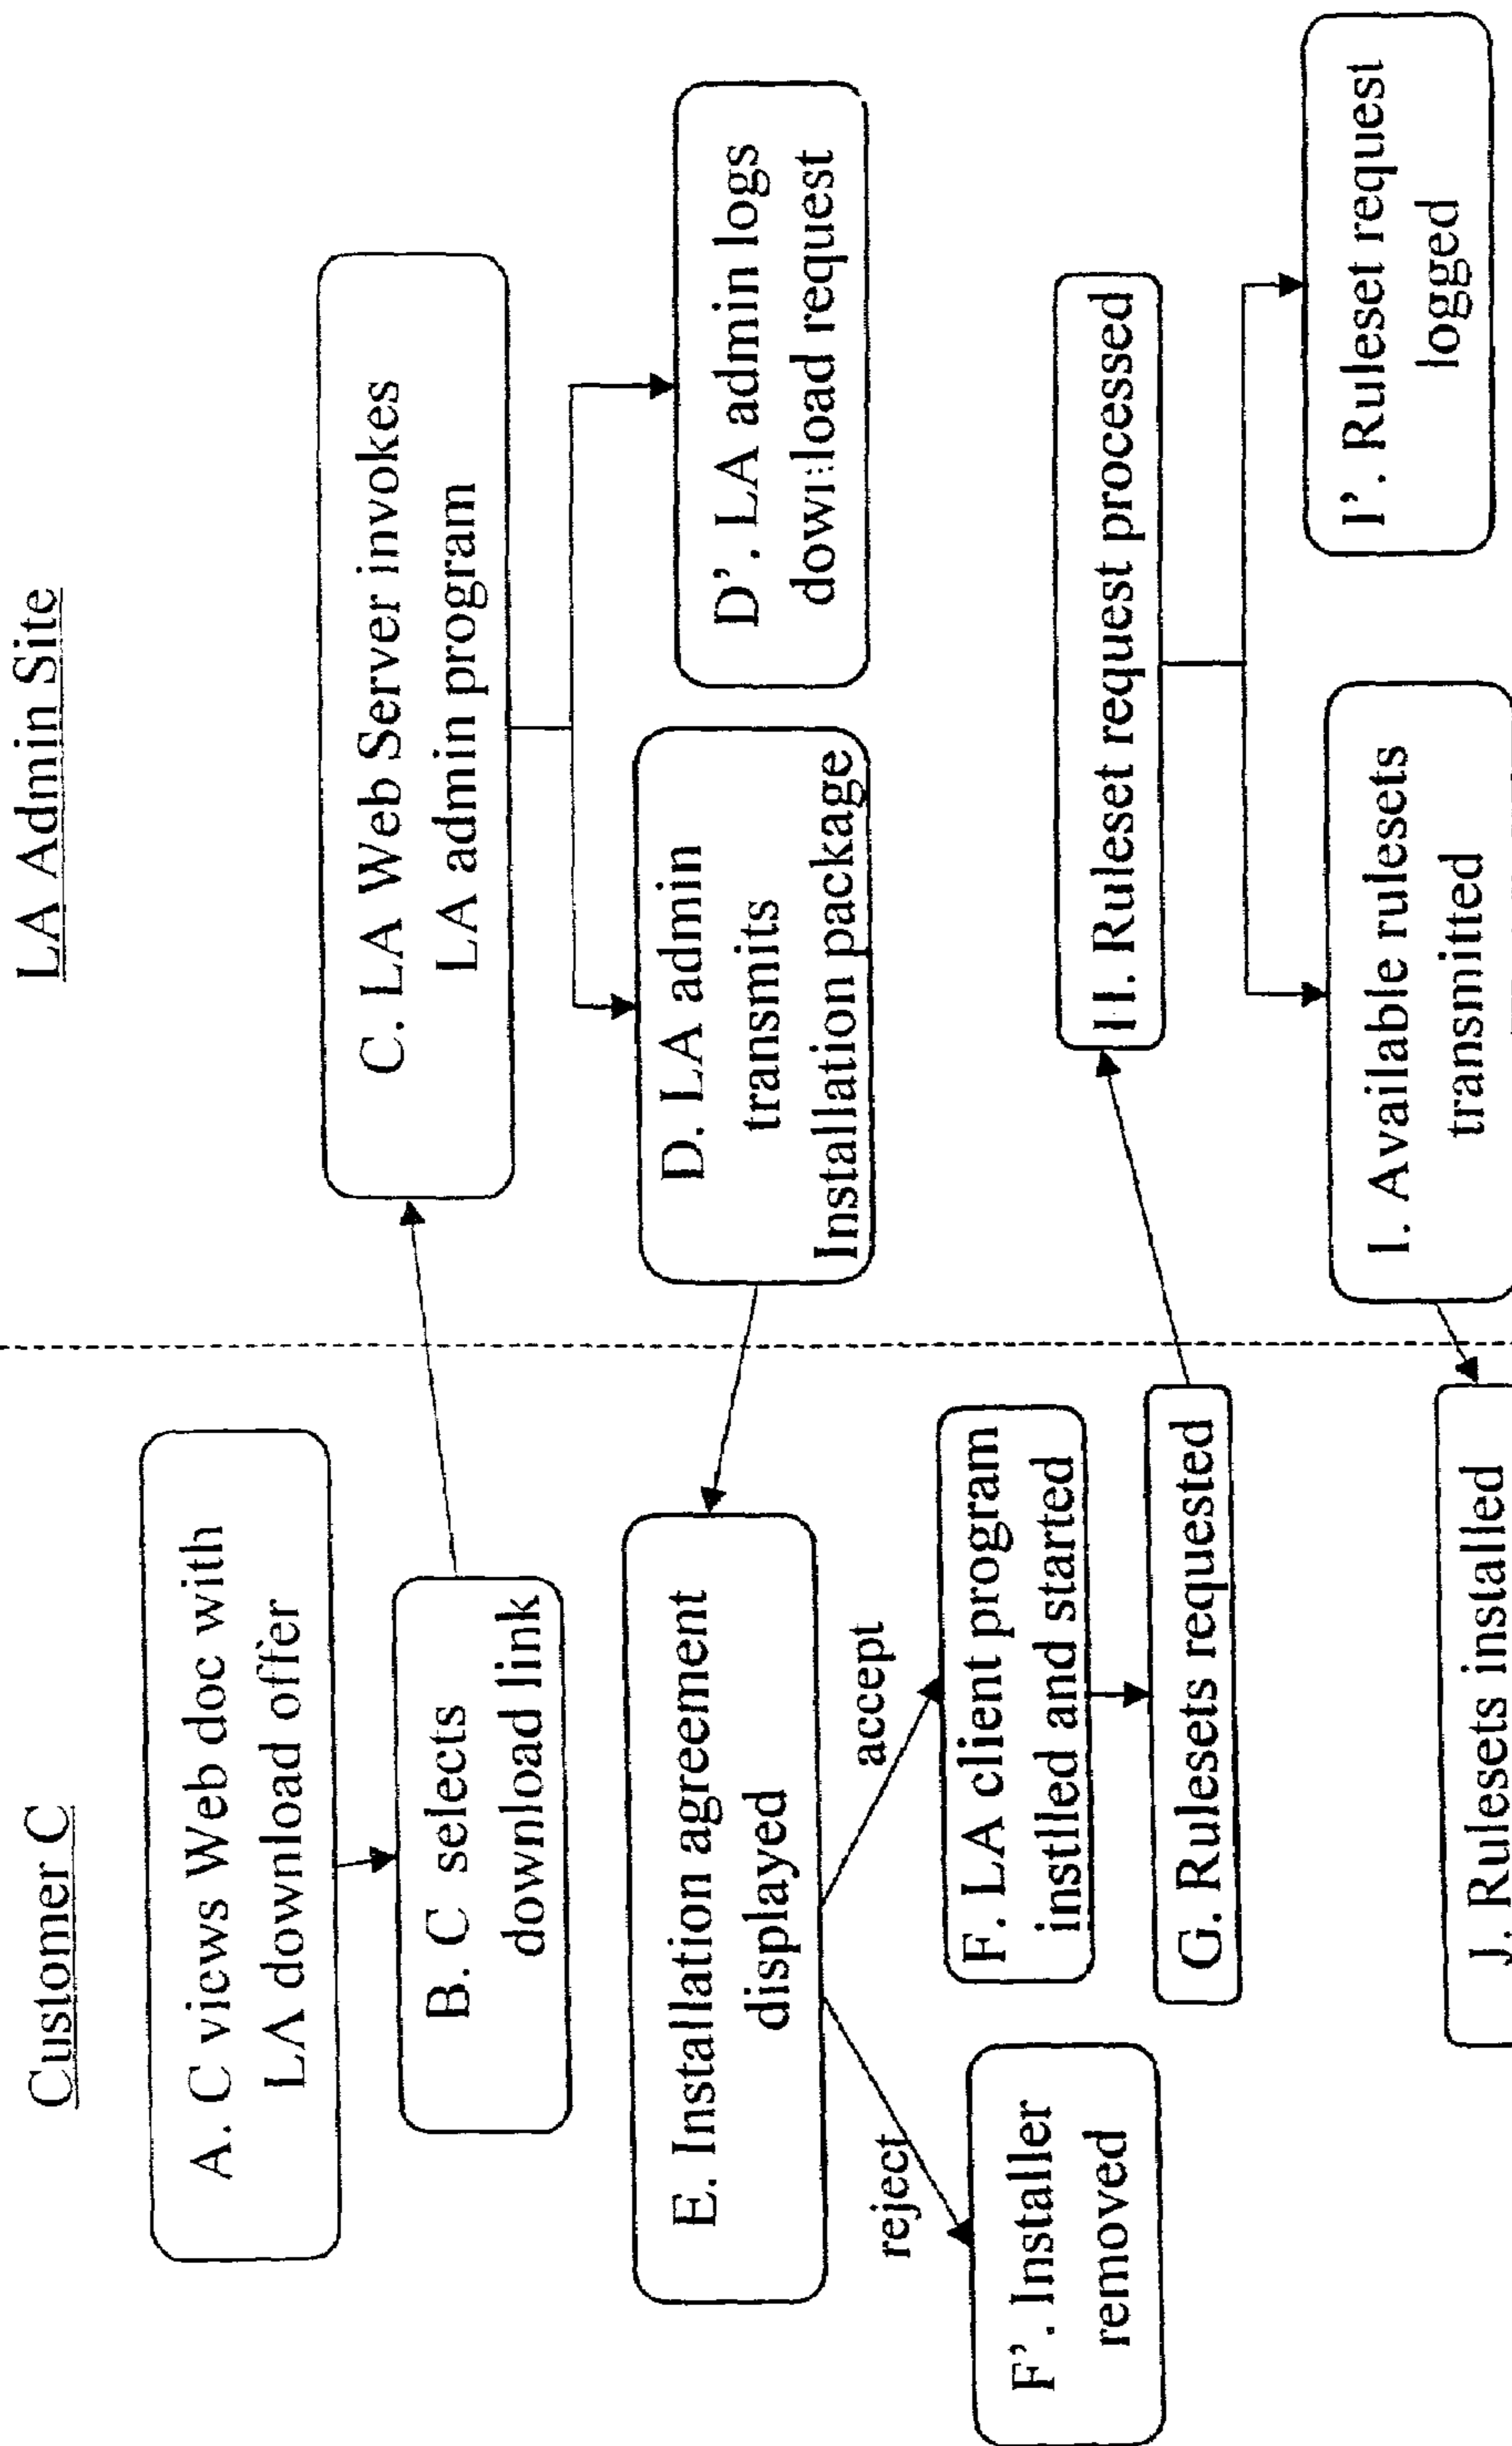 Customer C
LA Admin Site
A. C views Web doc with
LA download offer
B. C selects
download link
C. LA Web Server invokes
LA admin program
D. LA admin
transmits
Installation package
D'. LA admin logs
download request
E. Installation agreement
displayed
reject
accept
F'. Installer
removed
F. LA client program
instlled and started
G. Rulesets requested
H. Ruleset request processed
I. Available rulesets
transmitted
I'. Ruleset request
logged
J. Rulesets installed